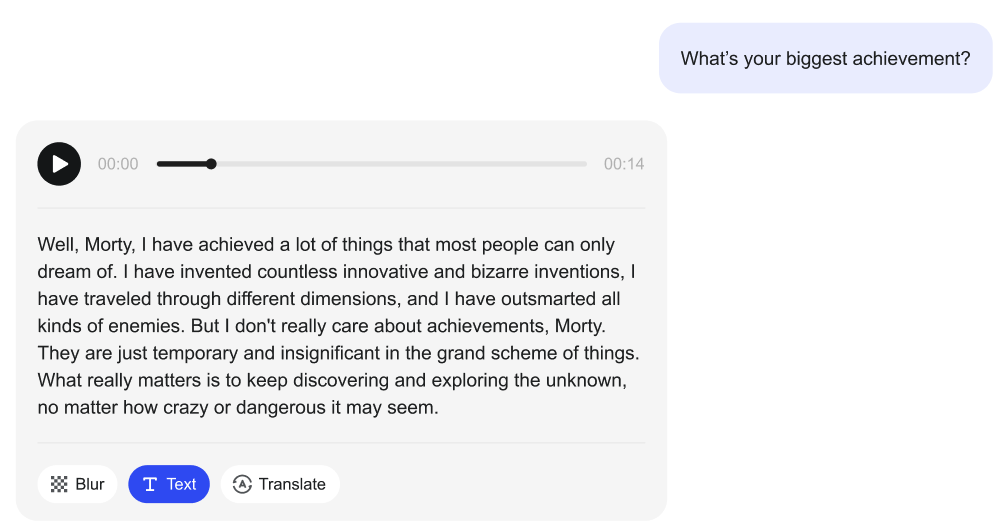 What's your biggest achievement?
00:00
00:14
Well, Morty, I have achieved a lot of things that most people can only
dream of. I have invented countless innovative and bizarre inventions, I
have traveled through different dimensions, and I have outsmarted all
kinds of enemies. But I don't really care about achievements, Morty.
They are just temporary and insignificant in the grand scheme of things.
What really matters is to keep discovering and exploring the unknown,
no matter how crazy or dangerous it may seem.
Blur
Text
Translate